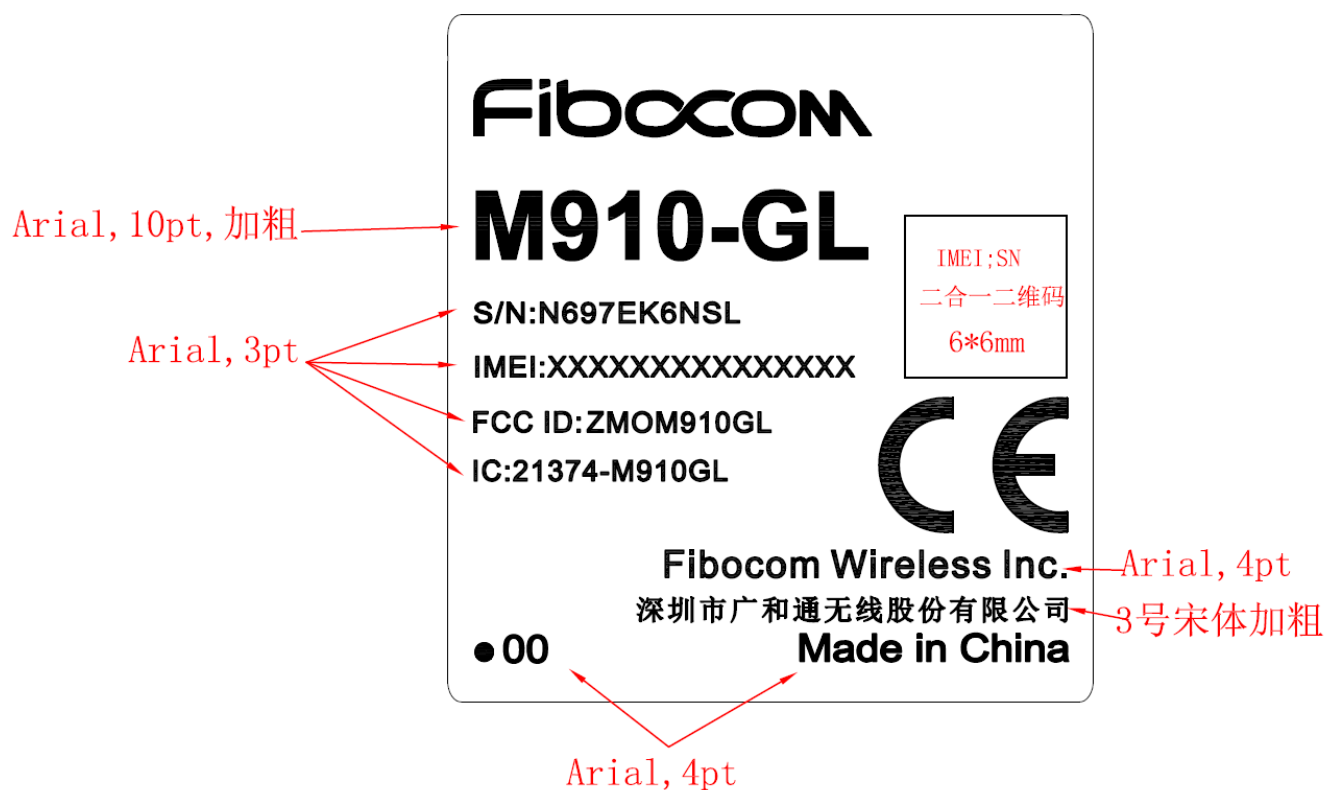 Fibocom
Arial,10pt,加粗
M910-GL
IMEI;SN
二合一二维码
6*6mm
S/N:N697EK6NSL
Arial,3pt
IMEI:XXXXXXXXXXXXXXX
FCC ID:ZMOM910GL
IC:21374-M910GL
CE
Fibocom Wireless Inc.
Arial,4pt
深圳市广和通无线股份有限公司
3号宋体加粗
●00
Made in China
Arial,4pt